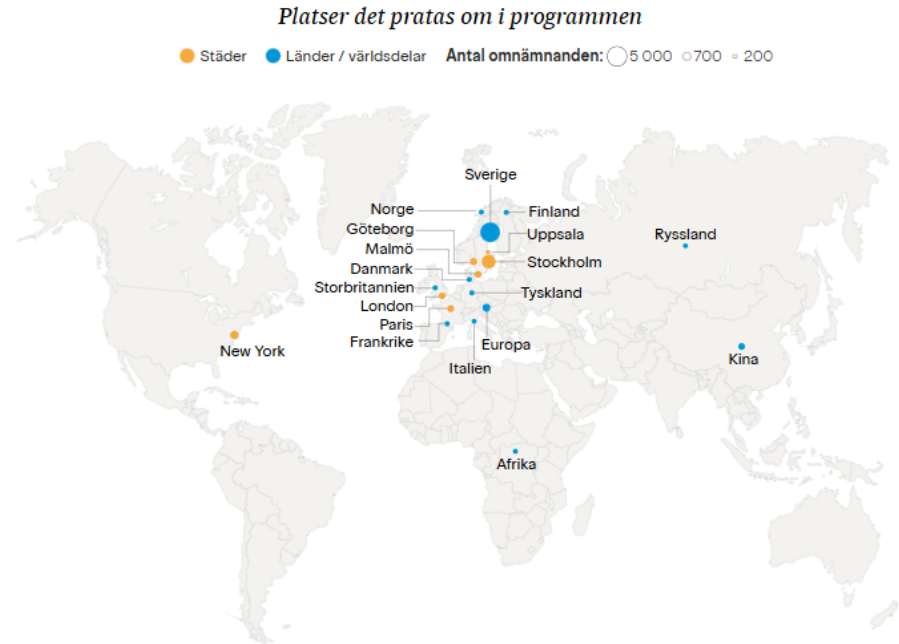 Platser det pratas om i programmen
Städer Länder / världsdelar Antal omnämnanden: 5 000 700 200
Sverige
Norge
Finland
Göteborg
Uppsala
Ryssland
Malmö
Stockholm
Danmark
Storbritannien
Tyskland
London
Paris
Frankrike
Europa
New York
Kina
Italien
Afrika